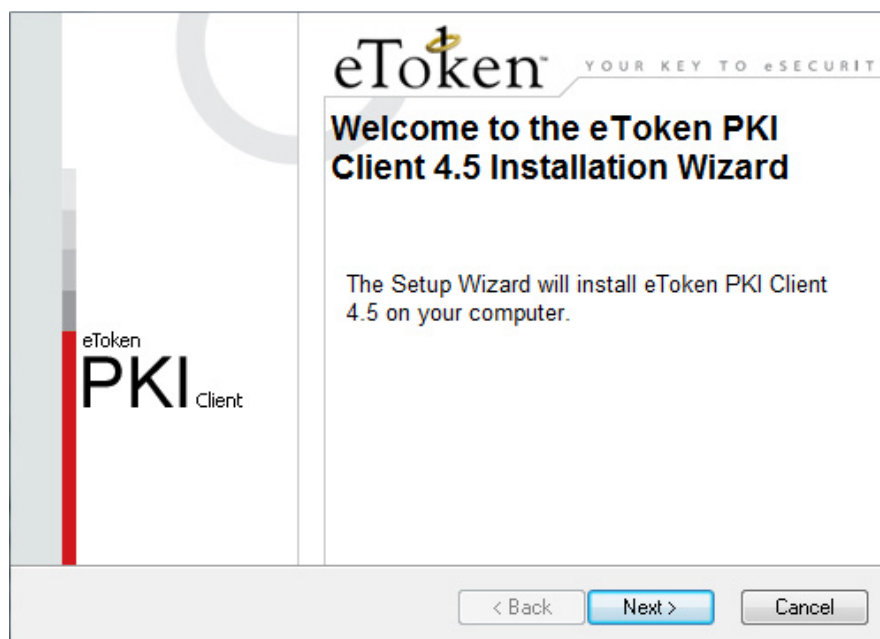 eToken™ YOUR KEY TO eSECURIT
Welcome to the eToken PKI
Client 4.5 Installation Wizard
The Setup Wizard will install eToken PKI Client
4.5 on your computer.
eToken
PKI Client
< Back Next > Cancel